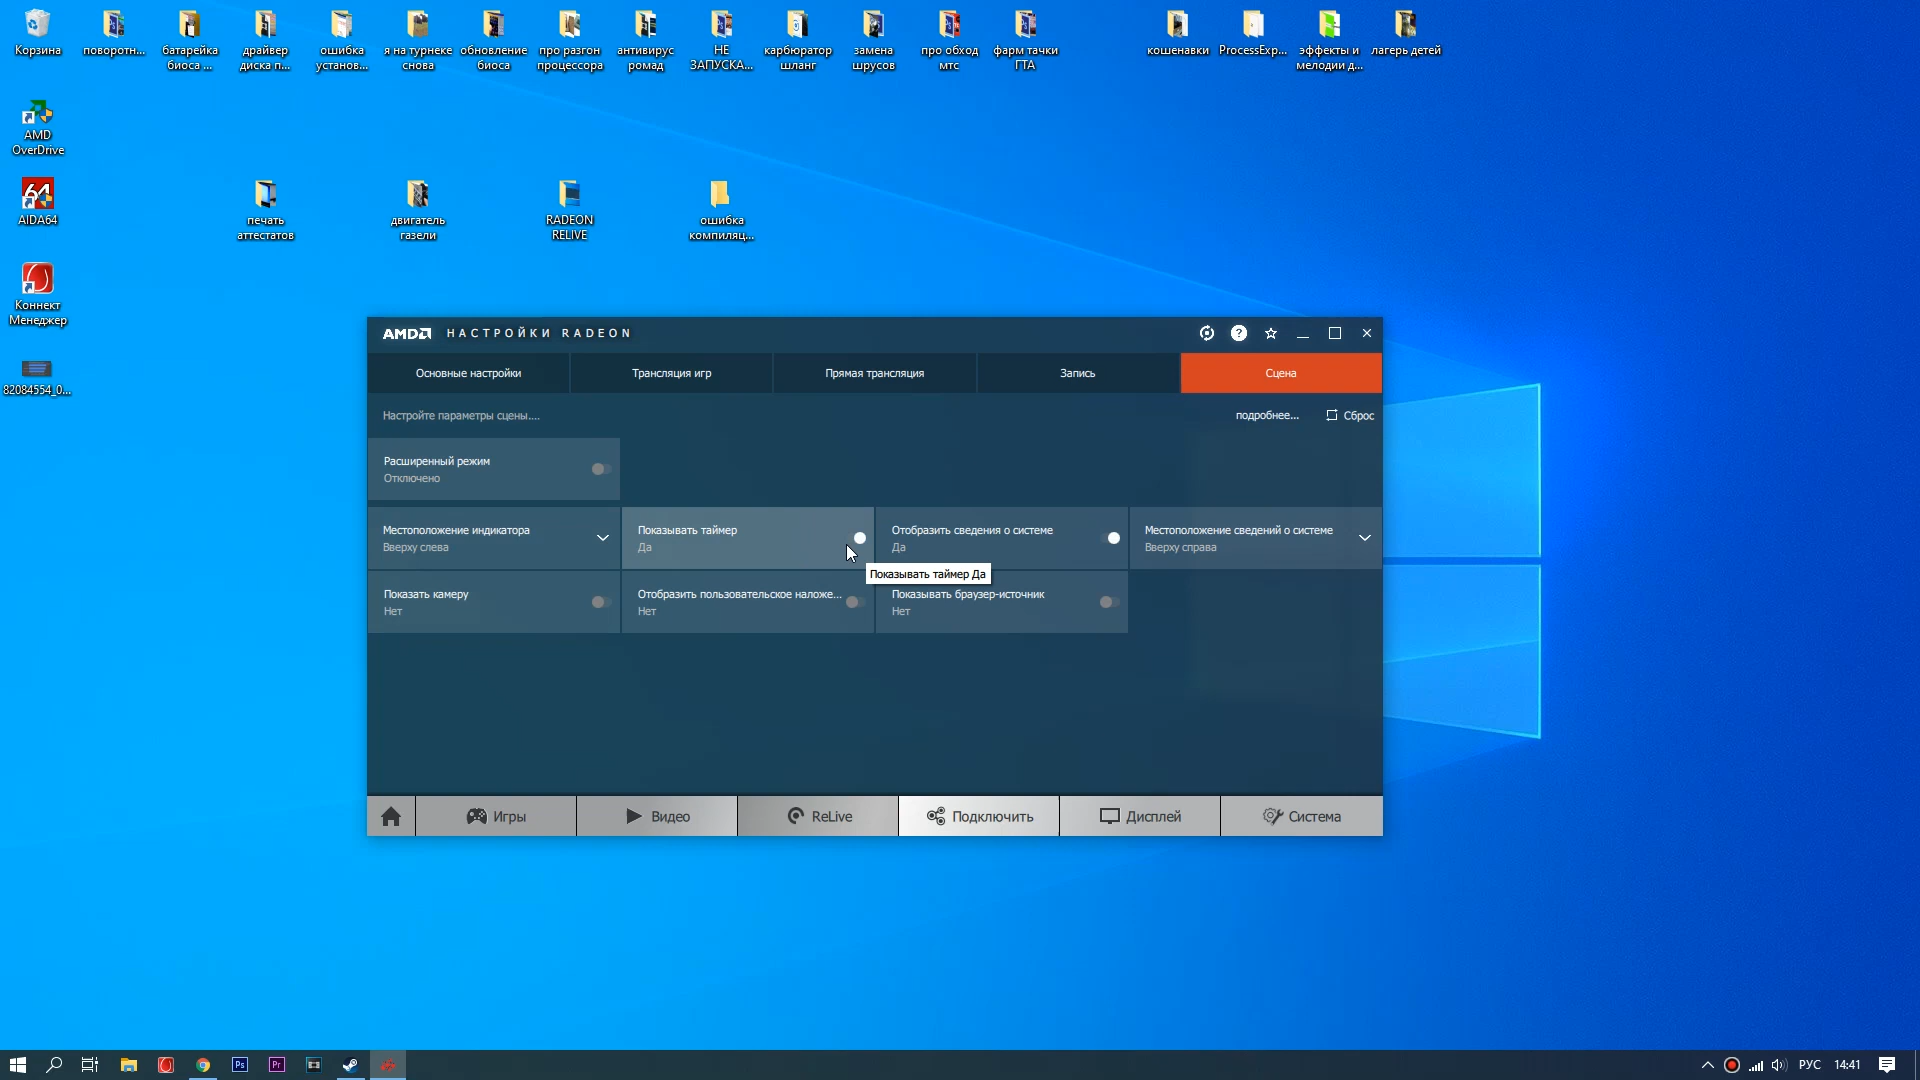 Корзина
поворотн...
батарейка
биоса ...
драйвер
диска п...
ошибка
установ...
я на турнеке
снова
обновление
биоса
про разгон
процессора
антивирус
ромад
НЕ
ЗАПУСКА...
карбюратор
шланг
замена
шрусов
про обход
мтс
фарм тачки
ГТА
кошенавки
ProcessExp...
эффекты и
мелодии д...
лагерь детей
AMD
OverDrive
64
AIDA64
печать
аттестатов
двигатель
газели
RADEON
RELIVE
ошибка
компиляц...
Коннект
Менеджер
82084554_0...
AMD НАСТРОЙКИ RADEON
Основные настройки
Трансляция игр
Прямая трансляция
Запись
Сцена
Настройте параметры сцены....
подробнее...
Сброс
Расширенный режим
Отключено
Местоположение индикатора
Вверху слева
Показывать таймер
Да
Отобразить сведения о системе
Да
Местоположение сведений о системе
Вверху справа
Показывать таймер Да
Показать камеру
Нет
Отобразить пользовательское наложе...
Нет
Показывать браузер-источник
Нет
Игры
Видео
ReLive
Подключить
Дисплей
Система
Ps
Pr
РУС
14:41